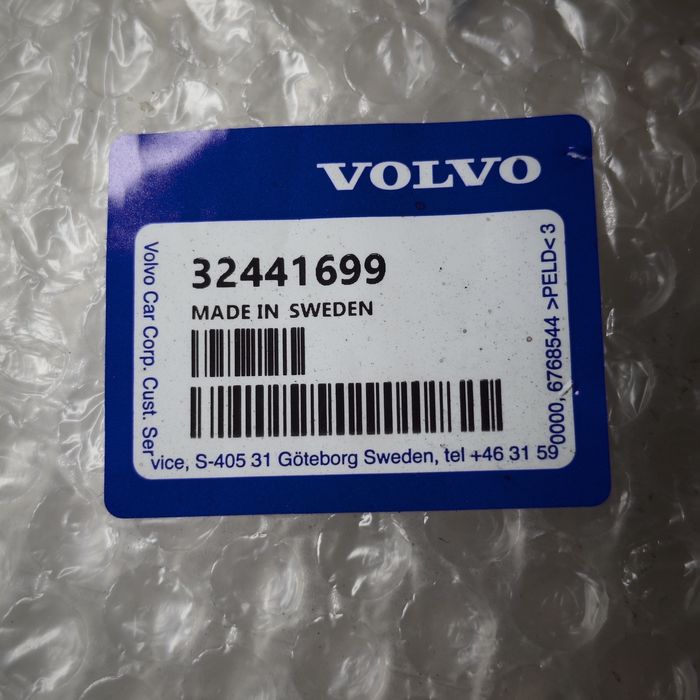 VOLVO
32441699
MADE IN SWEDEN
Volvo Car Corp. Cust. Ser
vice, S-405 31 Göteborg Sweden, tel +46 31 59
0000, 6768544 >PELD< 3